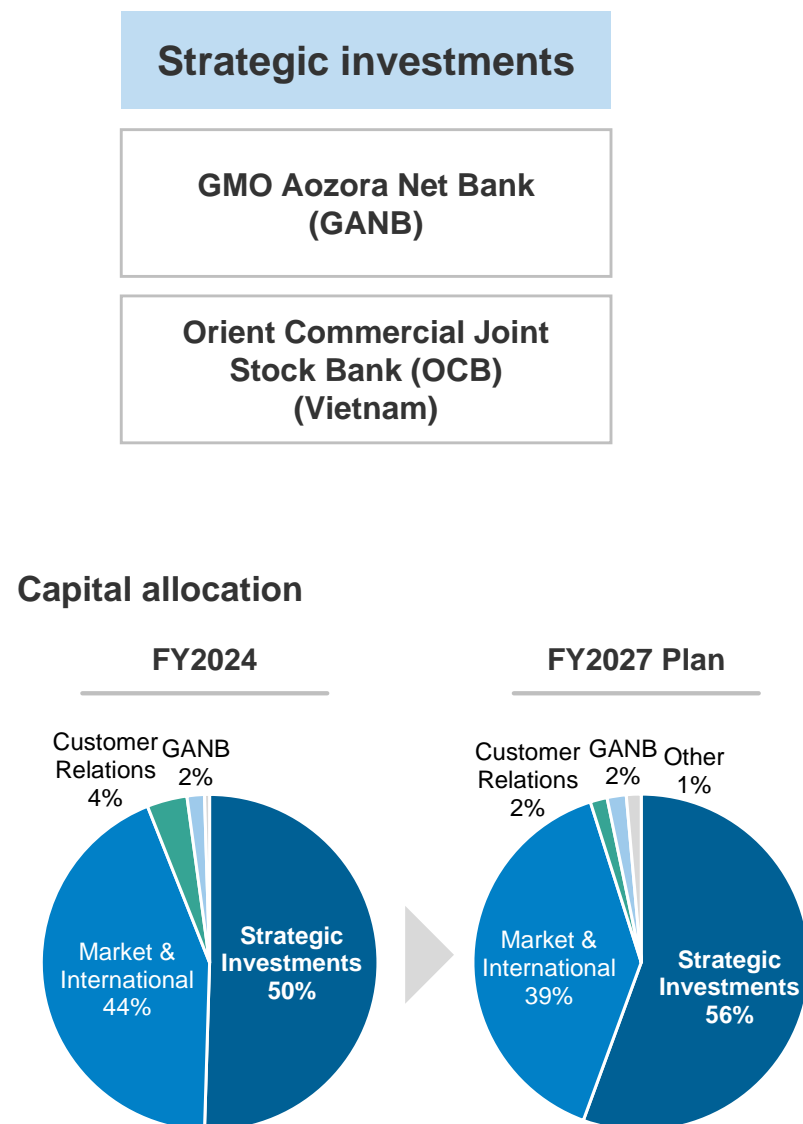 Strategic investments
GMO Aozora Net Bank
(GANB)
Orient Commercial Joint
Stock Bank (OCB)
(Vietnam)
Capital allocation
FY2024
Customer
Relations
4%
GANB
2%
Market &
International
44%
Strategic
Investments
50%
FY2027 Plan
Customer
Relations
2%
GANB
2%
Other
1%
Market &
International
39%
Strategic
Investments
56%